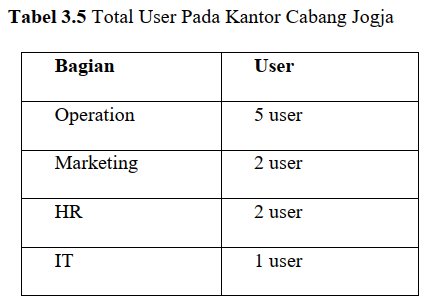 Tabel 3.5 Total User Pada Kantor Cabang Jogja
Bagian User
Operation 5 user
Marketing 2 user
HR 2 user
IT 1 user